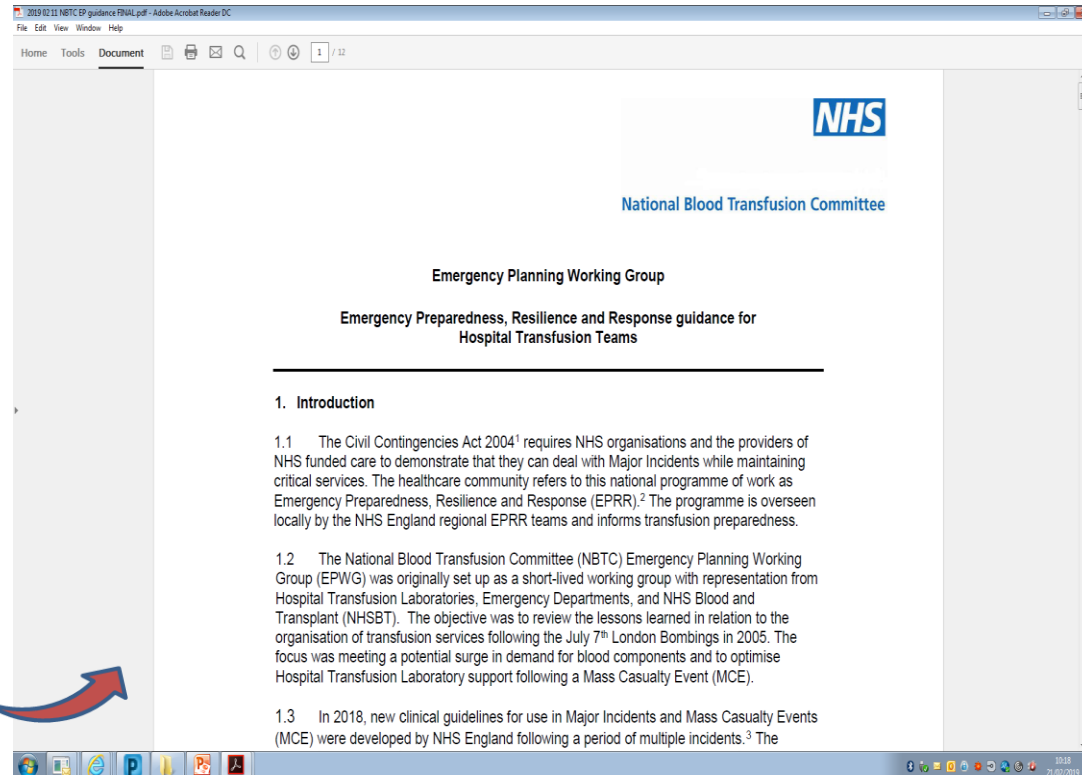 2019 02 11 NBTC EP guidance FINAL.pdf - Adobe Acrobat Reader DC
File Edit View Window Help
Home Tools Document 1 / 12
NHS
National Blood Transfusion Committee
Emergency Planning Working Group
Emergency Preparedness, Resilience and Response guidance for
Hospital Transfusion Teams
1. Introduction
1.1 The Civil Contingencies Act 2004¹ requires NHS organisations and the providers of
NHS funded care to demonstrate that they can deal with Major Incidents while maintaining
critical services. The healthcare community refers to this national programme of work as
Emergency Preparedness, Resilience and Response (EPRR).² The programme is overseen
locally by the NHS England regional EPRR teams and informs transfusion preparedness.
1.2 The National Blood Transfusion Committee (NBTC) Emergency Planning Working
Group (EPWG) was originally set up as a short-lived working group with representation from
Hospital Transfusion Laboratories, Emergency Departments, and NHS Blood and
Transplant (NHSBT). The objective was to review the lessons learned in relation to the
organisation of transfusion services following the July 7th London Bombings in 2005. The
focus was meeting a potential surge in demand for blood components and to optimise
Hospital Transfusion Laboratory support following a Mass Casualty Event (MCE).
1.3 In 2018, new clinical guidelines for use in Major Incidents and Mass Casualty Events
(MCE) were developed by NHS England following a period of multiple incidents.³ The
10:18
21/02/2019